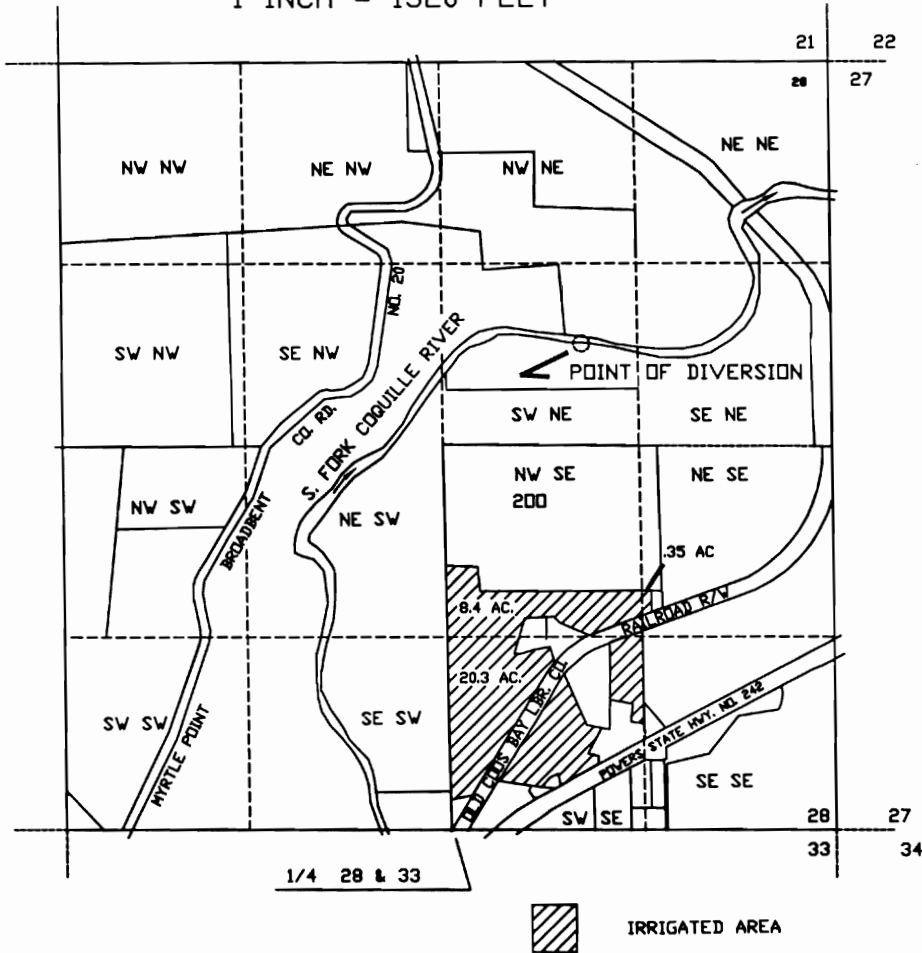 1 INCH = 1320 FEET
21 22
28 27
NW NW
NE NW
NW NE
NE NE
NO. 20
SW NW
SE NW
S. FORK COQUILLE RIVER
POINT OF DIVERSION
CO. RD.
SW NE
SE NE
NW SW
BROADBENT
NE SW
NW SE
200
NE SE
.35 AC
8.4 AC.
RAILROAD R/W
20.3 AC.
OLD COOS BAY LBR. CO.
SW SW
SE SW
MYRTLE POINT
POWERS STATE HWY. NO. 242
SE SE
SW SE
28 27
33 34
1/4 28 & 33
IRRIGATED AREA